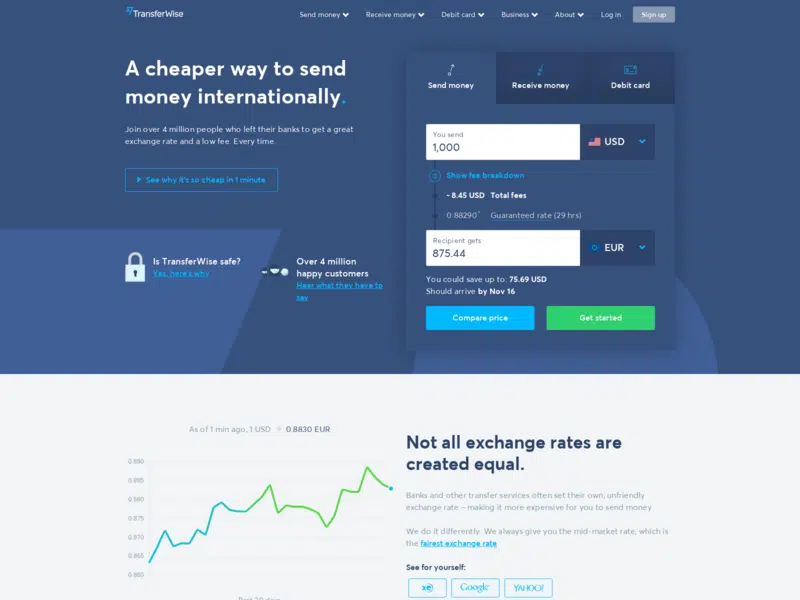 TransferWise
Send money
Receive money
Debit card
Business
About
Log in
Sign up
A cheaper way to send
money internationally.
Join over 4 million people who left their banks to get a great
exchange rate and a low fee. Every time.
See why it's so cheap in 1 minute
Is TransferWise safe?
Yes, here's why
Over 4 million
happy customers
Hear what they have to
say
Send money
Receive money
Debit card
You send
1,000
USD
Show fee breakdown
- 8.45 USD Total fees
0.88290* Guaranteed rate (29 hrs)
Recipient gets
875.44
EUR
You could save up to: 75.69 USD
Should arrive by Nov 16
Compare price
Get started
As of 1 min ago, 1 USD = 0.8830 EUR
0.890
0.885
0.880
0.875
0.870
0.865
0.860
Past 30 days
Not all exchange rates are
created equal.
Banks and other transfer services often set their own, unfriendly
exchange rate – making it more expensive for you to send money.
We do it differently. We always give you the mid-market rate, which is
the fairest exchange rate
See for yourself:
xe
Google
YAHOO!